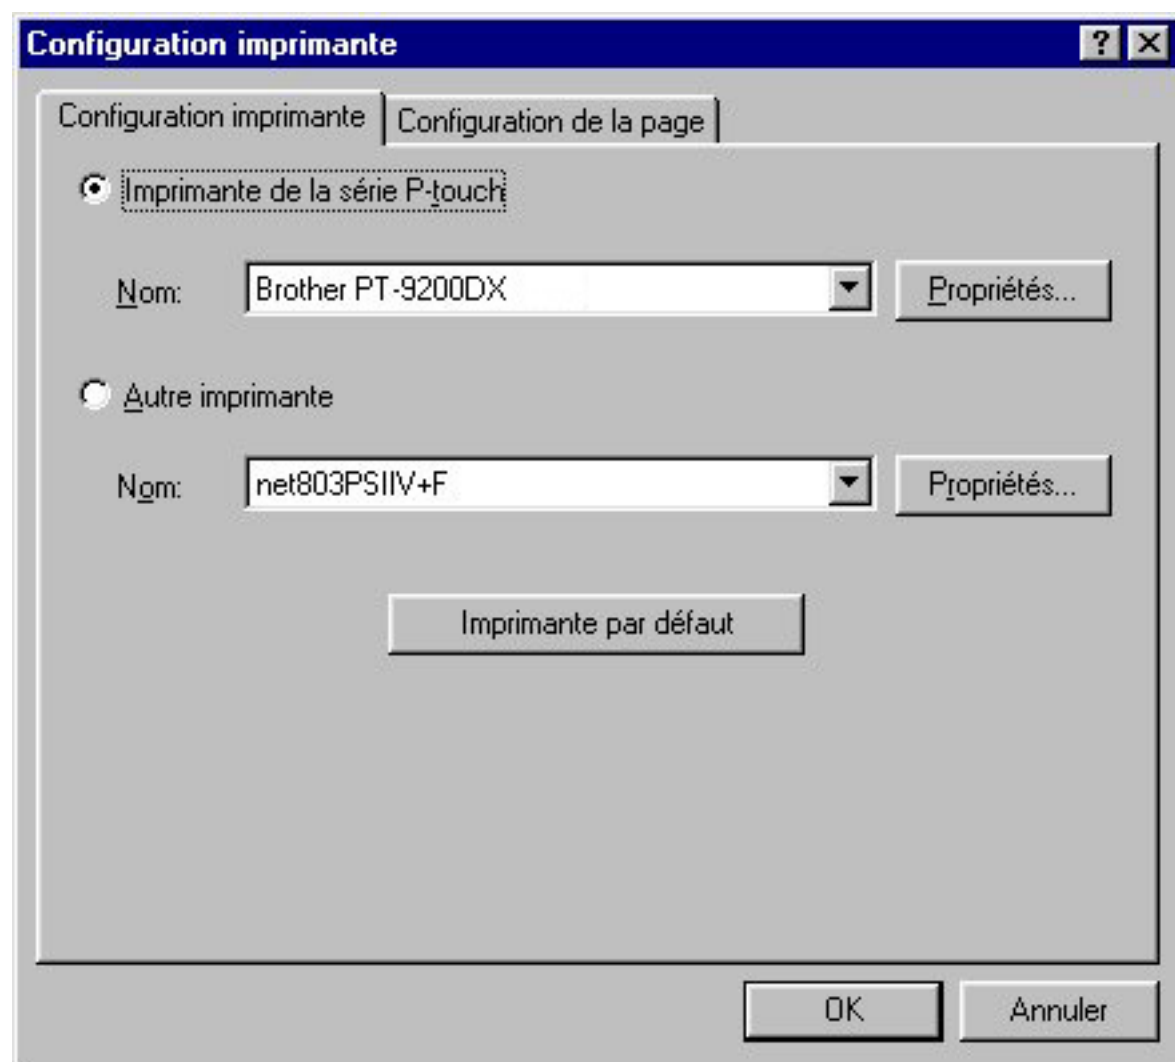 Configuration imprimante
Configuration imprimante Configuration de la page
Imprimante de la série P-touch
Nom: Brother PT-9200DX Propriétés...
Autre imprimante
Nom: net803PSIIV+F Propriétés...
Imprimante par défaut
OK Annuler